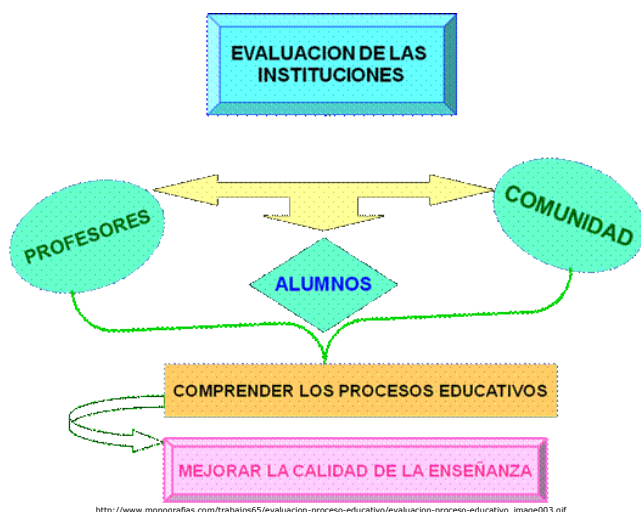 EVALUACION DE LAS
INSTITUCIONES
PROFESORES
COMUNIDAD
ALUMNOS
COMPRENDER LOS PROCESOS EDUCATIVOS
MEJORAR LA CALIDAD DE LA ENSEÑANZA
http://www.monografias.com/trabajos65/evaluacion-proceso-educativo/evaluacion-proceso-educativo_image003.gif